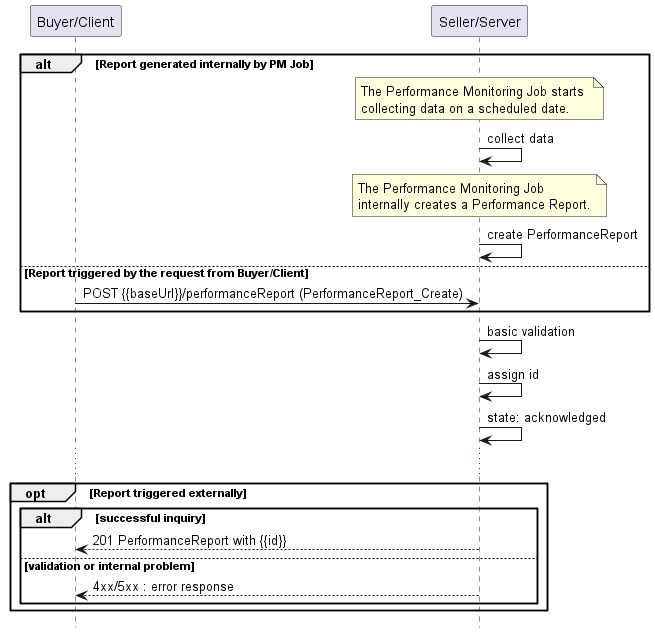 Buyer/Client
Seller/Server
alt
[Report generated internally by PM Job]
The Performance Monitoring Job starts
collecting data on a scheduled date.
collect data
The Performance Monitoring Job
internally creates a Performance Report.
create PerformanceReport
[Report triggered by the request from Buyer/Client]
POST {{baseUrl}}/performanceReport (PerformanceReport_Create)
basic validation
assign id
state: acknowledged
opt
[Report triggered externally]
alt
[successful inquiry]
201 PerformanceReport with {{id}}
[validation or internal problem]
4xx/5xx : error response